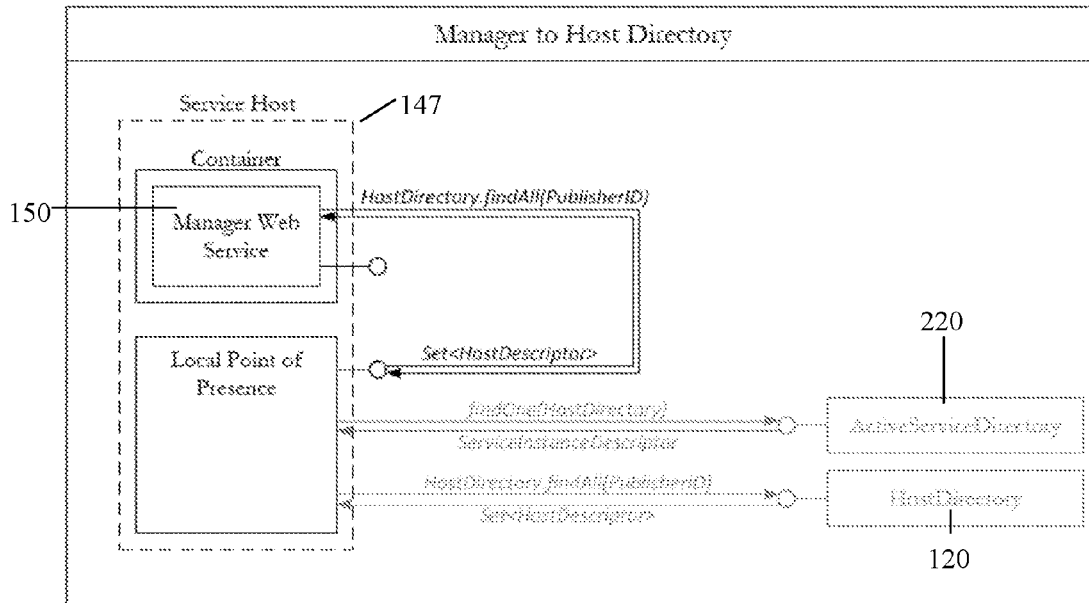 Manager to Host Directory
Service Host
147
Container
HostDirectory.findAll(PublisherID)
150
Manager Web
Service
220
Set<HostDescriptor>
Local Point of
Presence
findOne(HostDirectory)
ActiveServiceDirectory
ServiceInstanceDescriptor
HostDirectory.findAll(PublisherID)
HostDirectory
Set<HostDescriptor>
120